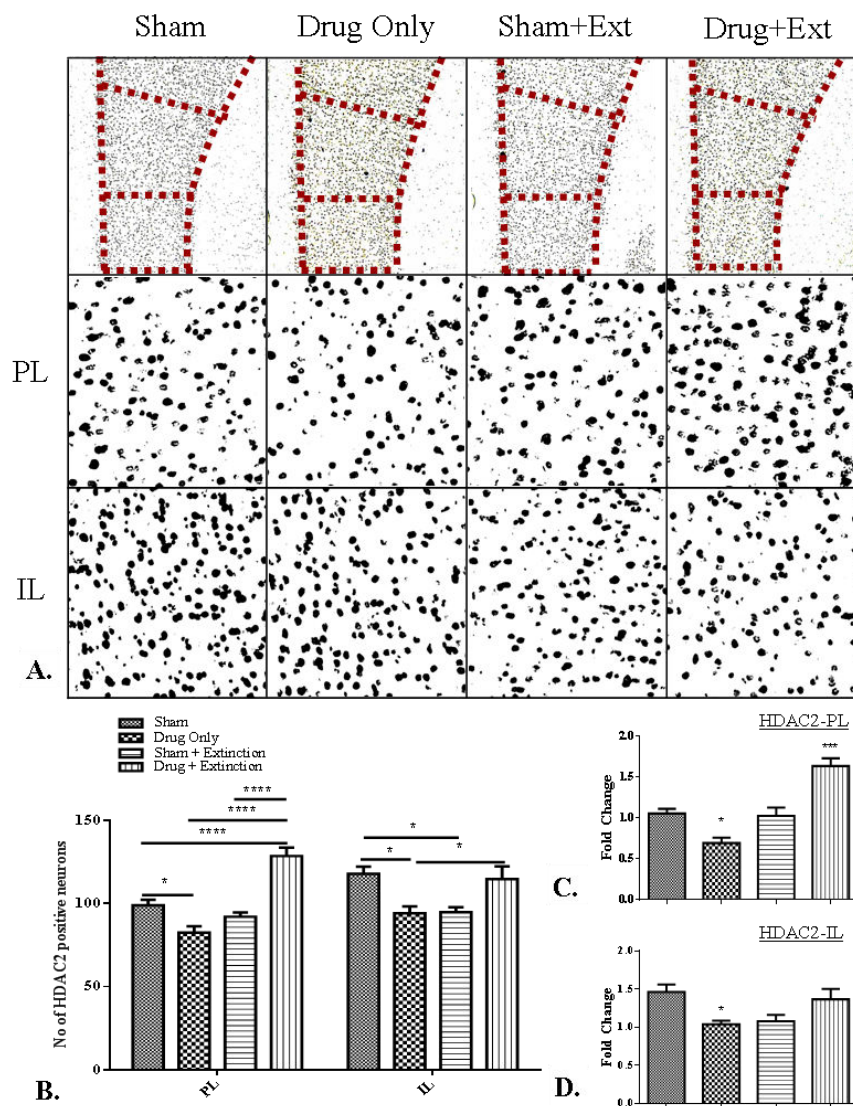 Sham Drug Only Sham+Ext Drug+Ext
PL
IL
A.
Sham
Drug Only
Sham + Extinction
Drug + Extinction
No of HDAC2 positive neurons
150
100
50
0
* **** **** ****
* * *
PL IL
B.
HDAC2-PL
Fold Change
2.0
1.5
1.0
0.5
0.0
* ***
C.
HDAC2-IL
Fold Change
2.0
1.5
1.0
0.5
0.0
*
D.